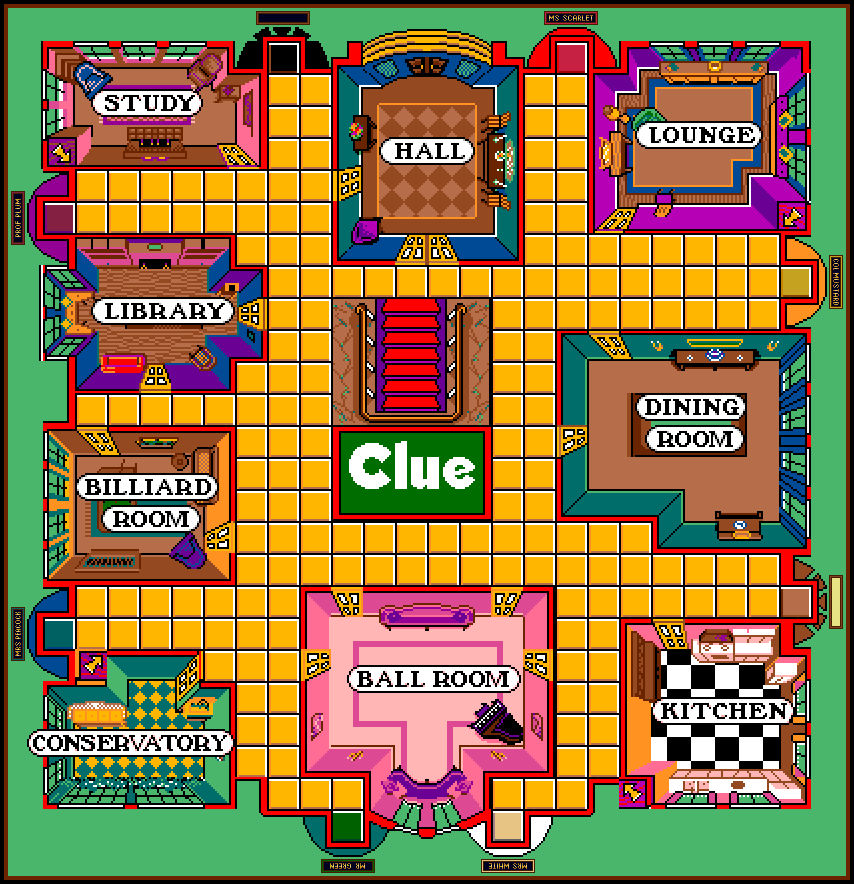 MS SCARLET
STUDY
HALL
LOUNGE
PROF PLUM
COL MUSTARD
LIBRARY
DINING
ROOM
Clue
BILLIARD
ROOM
MRS PEACOCK
BALL ROOM
KITCHEN
CONSERVATORY
MR GREEN
MRS WHITE